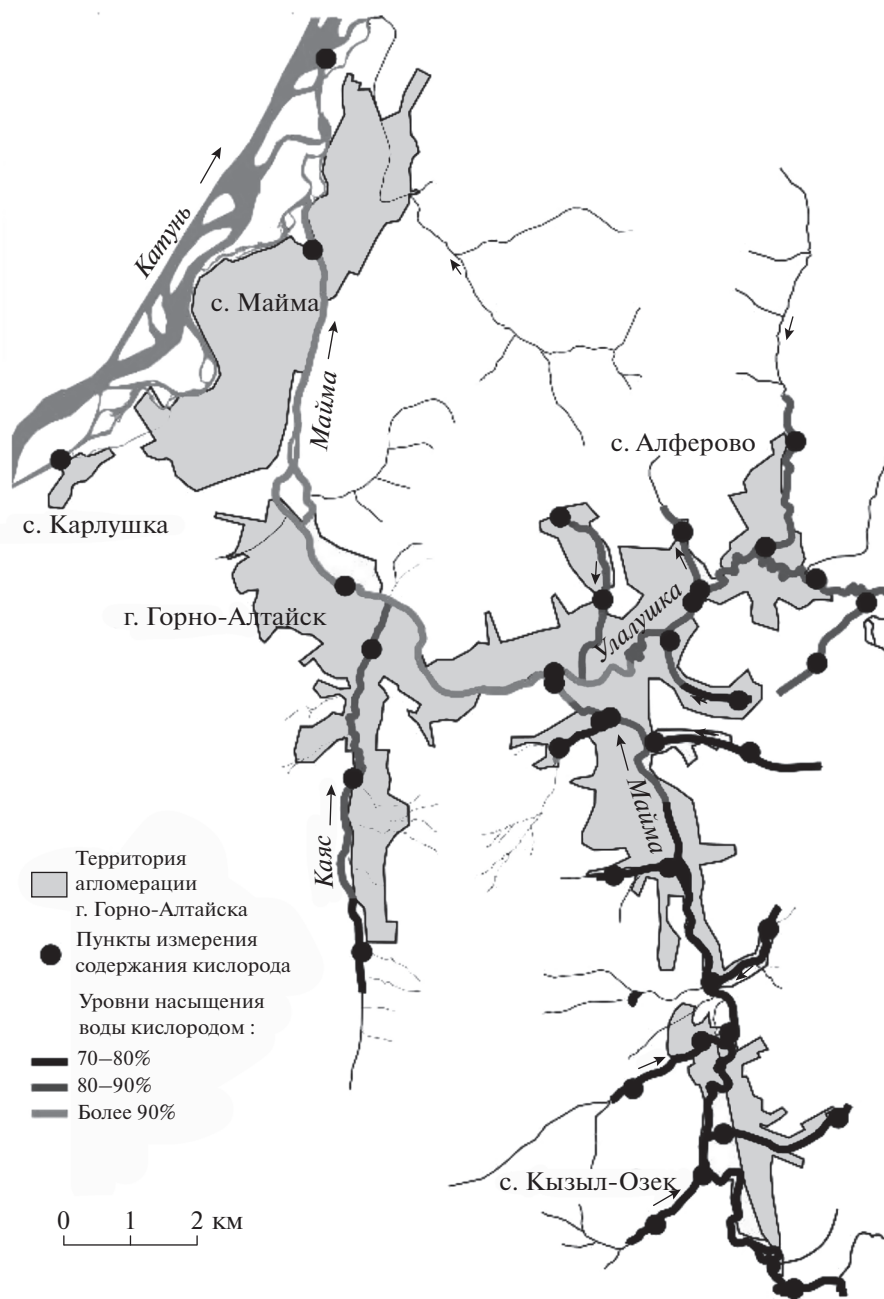 Катунь
с. Майма
Майма
с. Алферово
с. Карлушка
г. Горно-Алтайск
Улалушка
Майма
Каяс
Территория
агломерации
г. Горно-Алтайска
Пункты измерения
содержания кислорода
Уровни насыщения
воды кислородом :
70–80%
80–90%
Более 90%
с. Кызыл-Озек
0 1 2 км